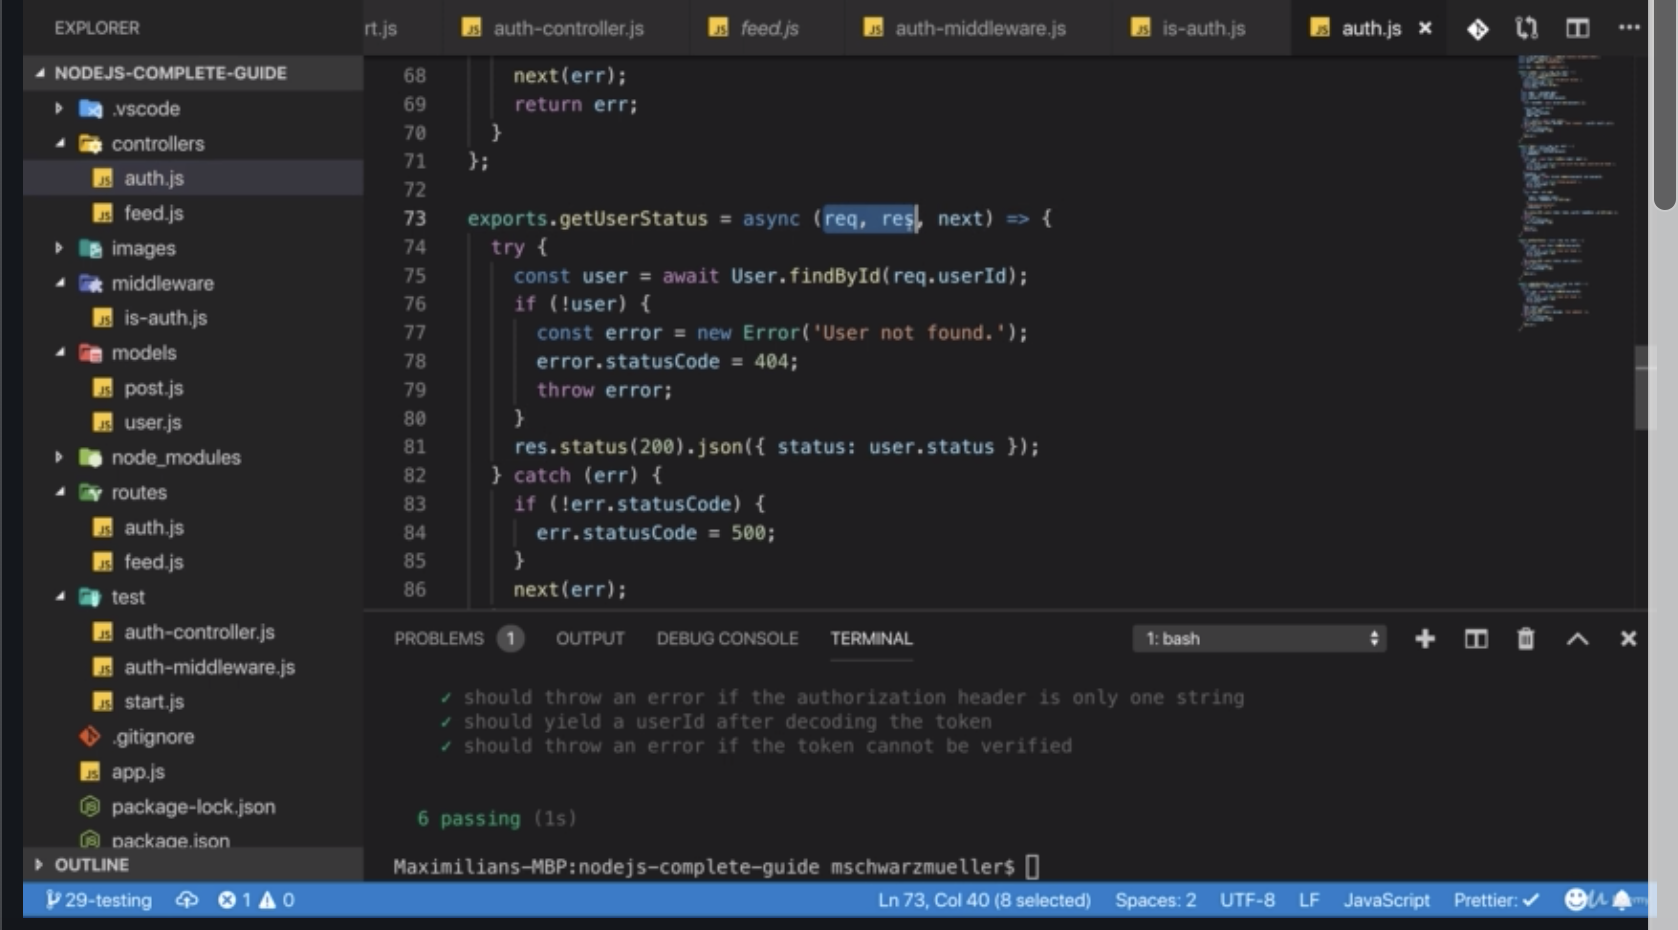 EXPLORER
rt.js
auth-controller.js
feed.js
auth-middleware.js
is-auth.js
auth.js
NODEJS-COMPLETE-GUIDE
.vscode
controllers
auth.js
feed.js
images
middleware
is-auth.js
models
post.js
user.js
node_modules
routes
auth.js
feed.js
test
auth-controller.js
auth-middleware.js
start.js
.gitignore
app.js
package-lock.json
package.json
OUTLINE
68 next(err);
69 return err;
70 }
71 };
72
73 exports.getUserStatus = async (req, res, next) => {
74 try {
75 const user = await User.findById(req.userId);
76 if (!user) {
77 const error = new Error('User not found.');
78 error.statusCode = 404;
79 throw error;
80 }
81 res.status(200).json({ status: user.status });
82 } catch (err) {
83 if (!err.statusCode) {
84 err.statusCode = 500;
85 }
86 next(err);
PROBLEMS 1 OUTPUT DEBUG CONSOLE TERMINAL 1: bash
✓ should throw an error if the authorization header is only one string
✓ should yield a userId after decoding the token
✓ should throw an error if the token cannot be verified
6 passing (1s)
Maximilians-MBP:nodejs-complete-guide mschwarzmueller$
29-testing 1 0 Ln 73, Col 40 (8 selected) Spaces: 2 UTF-8 LF JavaScript Prettier: ✓